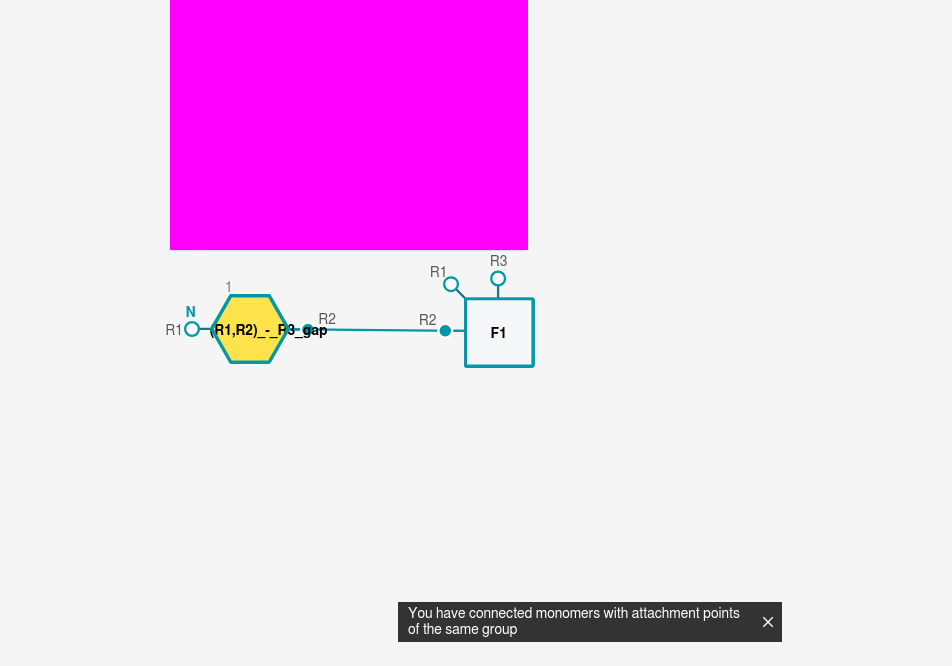 R3
R1
1
N
R2
R2
R1
(R1,R2)_-_R3_gap
F1
You have connected monomers with attachment points
of the same group